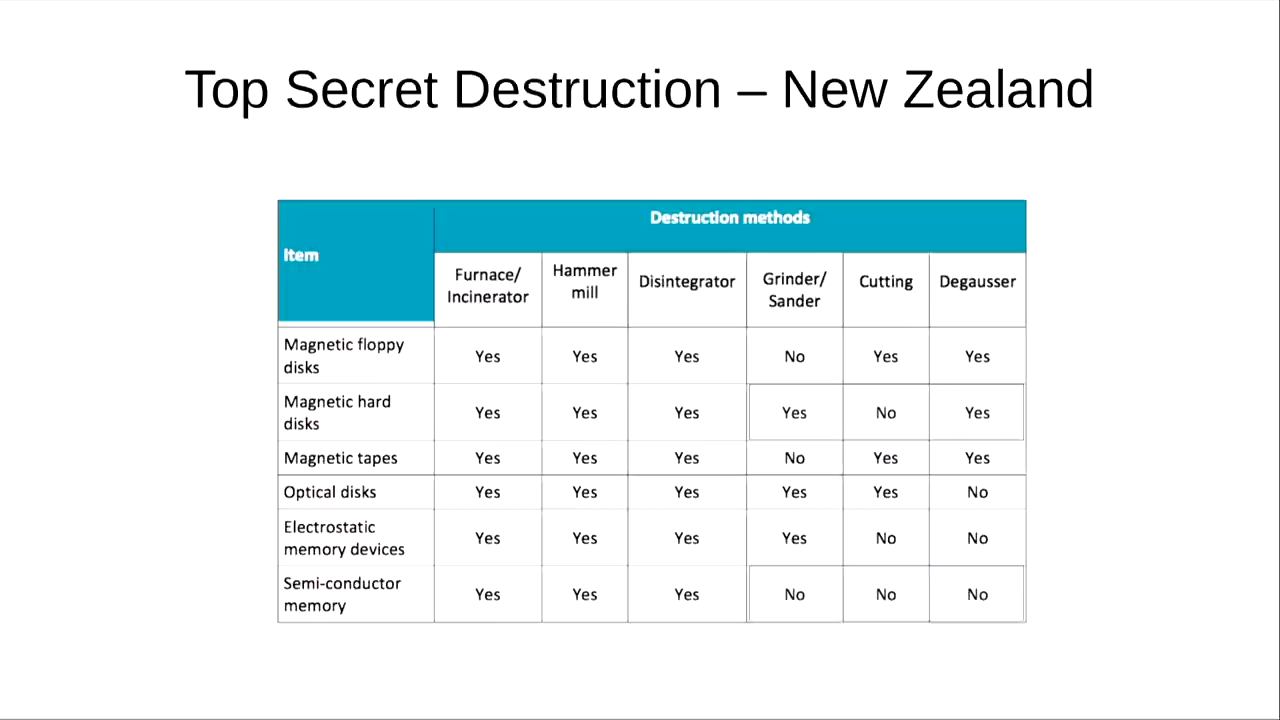 Top Secret Destruction – New Zealand
Destruction methods
Item
Furnace/
Incinerator
Hammer
mill
Disintegrator
Grinder/
Sander
Cutting
Degausser
Magnetic floppy
disks
Yes Yes Yes No Yes Yes
Magnetic hard
disks
Yes Yes Yes Yes No Yes
Magnetic tapes Yes Yes Yes No Yes Yes
Optical disks Yes Yes Yes Yes Yes No
Electrostatic
memory devices
Yes Yes Yes Yes No No
Semi-conductor
memory
Yes Yes Yes No No No